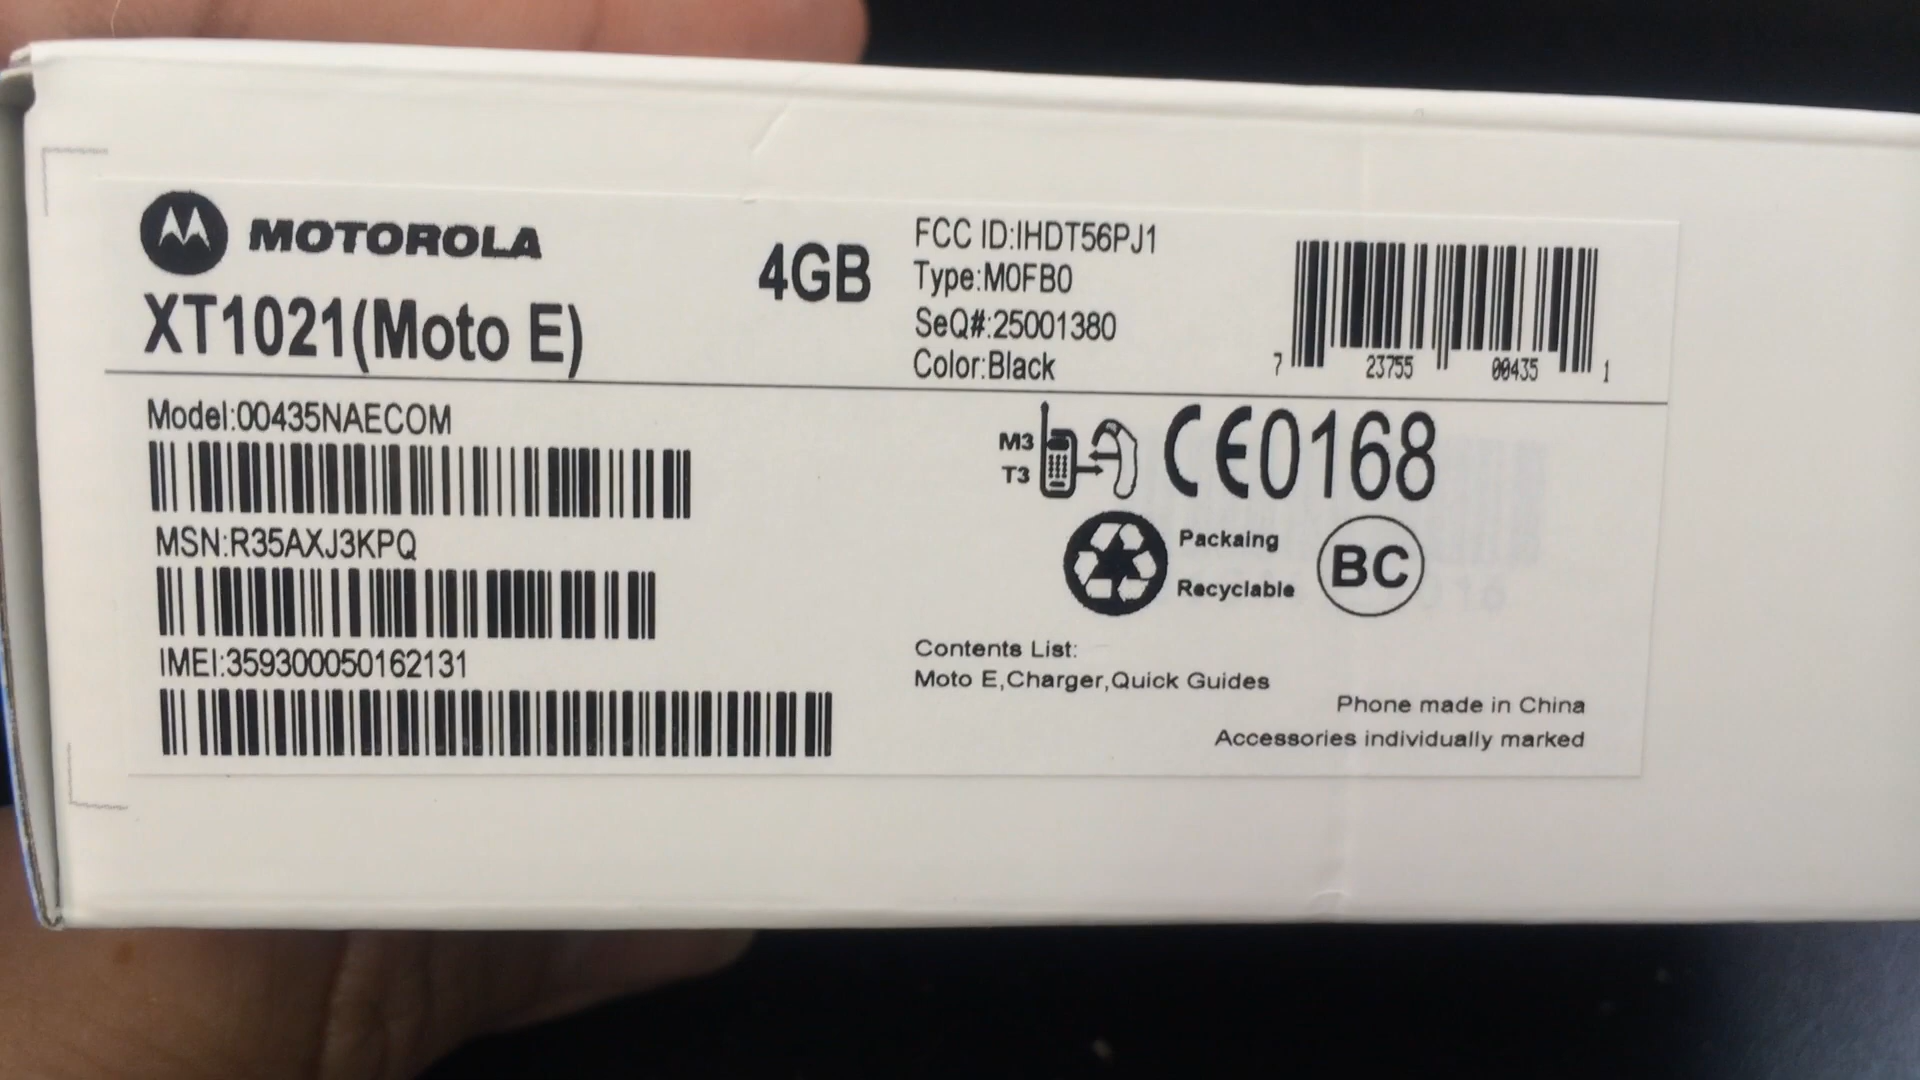 MOTOROLA
XT1021(Moto E)
4GB
FCC ID:IHDT56PJ1
Type:M0FB0
SeQ#:25001380
Color:Black
7 23755 00435 1
Model:00435NAECOM
MSN:R35AXJ3KPQ
IMEI:359300050162131
M3
T3
CE0168
Packaing
Recyclable
BC
Contents List:
Moto E,Charger,Quick Guides
Phone made in China
Accessories individually marked